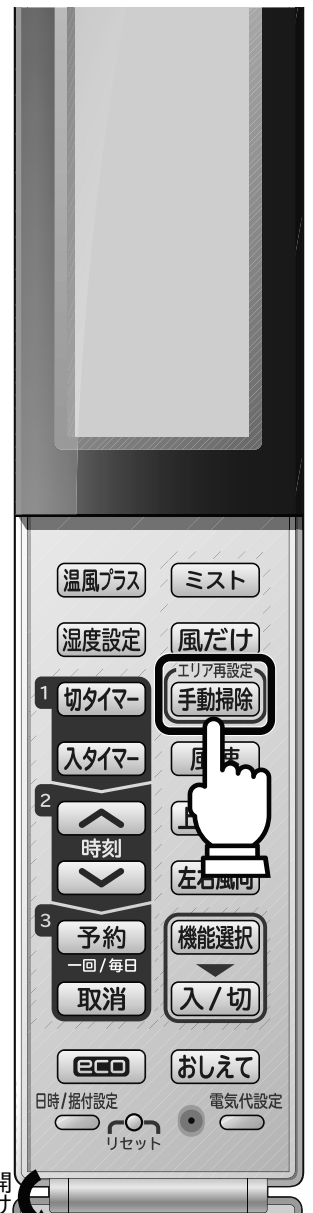 温風プラス ミスト
湿度設定 風だけ
エリア再設定
1 切タイマー 手動掃除
入タイマー
2
時刻
左右風向
3 予約 機能選択
一回/毎日
取消 入/切
eco おしえて
日時/据付設定 電気代設定
リセット
開
け